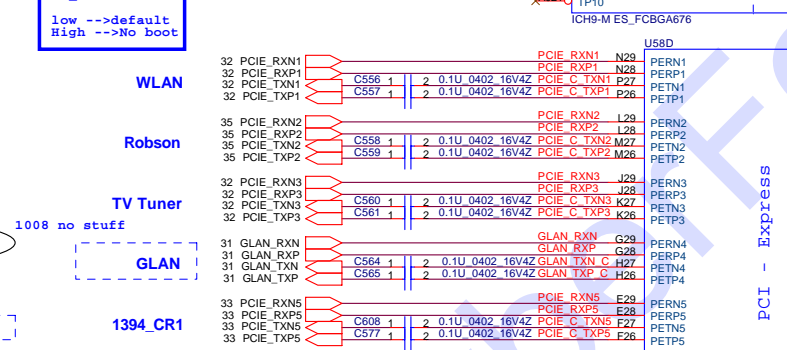 low -->default
High -->No boot
TP10
ICH9-M ES_FCBGA676
U58D
WLAN
32 PCIE_RXN1 PCIE_RXN1 N29 PERN1
32 PCIE_RXP1 PCIE_RXP1 N28 PERP1
32 PCIE_TXN1 C556 1 2 0.1U_0402_16V4Z PCIE_C_TXN1 P27 PETN1
32 PCIE_TXP1 C557 1 2 0.1U_0402_16V4Z PCIE_C_TXP1 P26 PETP1
Robson
35 PCIE_RXN2 PCIE_RXN2 L29 PERN2
35 PCIE_RXP2 PCIE_RXP2 L28 PERP2
35 PCIE_TXN2 C558 1 2 0.1U_0402_16V4Z PCIE_C_TXN2 M27 PETN2
35 PCIE_TXP2 C559 1 2 0.1U_0402_16V4Z PCIE_C_TXP2 M26 PETP2
TV Tuner
32 PCIE_RXN3 PCIE_RXN3 J29 PERN3
32 PCIE_RXP3 PCIE_RXP3 J28 PERP3
32 PCIE_TXN3 C560 1 2 0.1U_0402_16V4Z PCIE_C_TXN3 K27 PETN3
32 PCIE_TXP3 C561 1 2 0.1U_0402_16V4Z PCIE_C_TXP3 K26 PETP3
1008 no stuff
GLAN
31 GLAN_RXN GLAN_RXN G29 PERN4
31 GLAN_RXP GLAN_RXP G28 PERP4
31 GLAN_TXN C564 1 2 0.1U_0402_16V4Z GLAN_TXN_C H27 PETN4
31 GLAN_TXP C565 1 2 0.1U_0402_16V4Z GLAN_TXP_C H26 PETP4
1394_CR1
33 PCIE_RXN5 PCIE_RXN5 E29 PERN5
33 PCIE_RXP5 PCIE_RXP5 E28 PERP5
33 PCIE_TXN5 C608 1 2 0.1U_0402_16V4Z PCIE_C_TXN5 F27 PETN5
33 PCIE_TXP5 C577 1 2 0.1U_0402_16V4Z PCIE_C_TXP5 F26 PETP5
PCI - Express